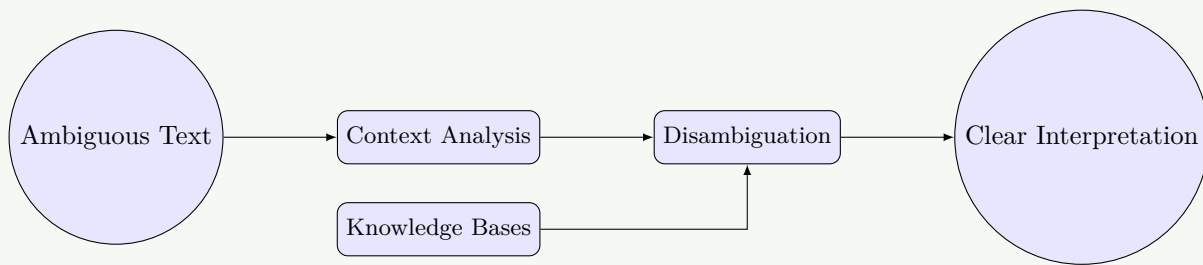 Ambiguous Text
Context Analysis
Disambiguation
Clear Interpretation
Knowledge Bases